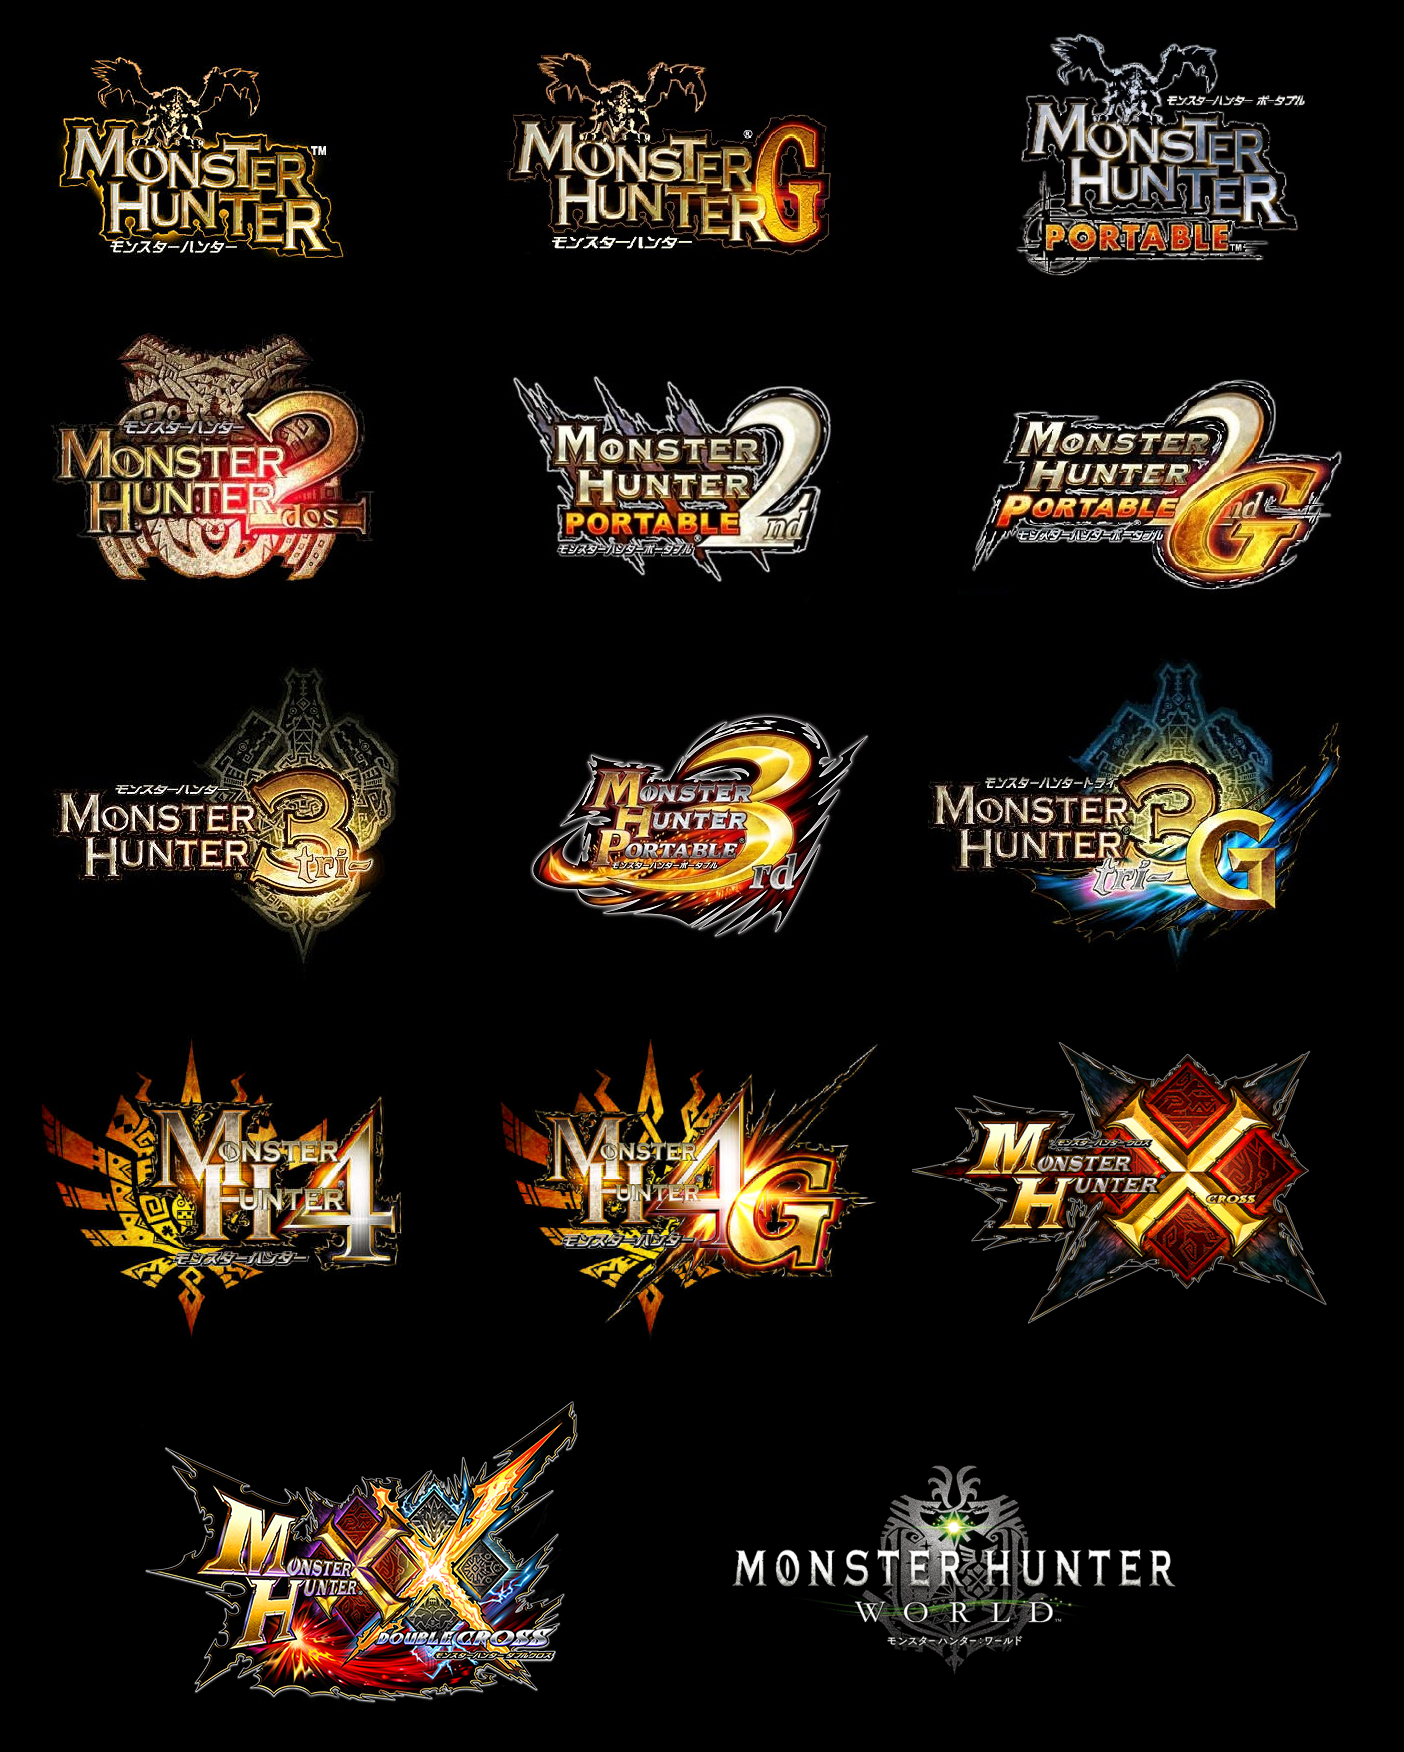 MONSTER
HUNTER
TM
モンスターハンター
MONSTER
HUNTER
G
®
モンスターハンター
モンスターハンター ポータブル
MONSTER
HUNTER
PORTABLE
TM
モンスターハンター
MONSTER
HUNTER
2
dos
MONSTER
HUNTER
PORTABLE
2nd
モンスターハンターポータブル
MONSTER
HUNTER
PORTABLE
2nd
G
モンスターハンターポータブル
モンスターハンター
MONSTER
HUNTER
3
tri-
MONSTER
HUNTER
PORTABLE
3rd
モンスターハンターポータブル
モンスターハンタートライ
MONSTER
HUNTER
3
tri-
G
MONSTER
HUNTER
4
モンスターハンター
MONSTER
HUNTER
4G
モンスターハンター
モンスターハンター クロス
MONSTER
HUNTER
X
CROSS
MONSTER
HUNTER
XX
DOUBLE CROSS
モンスターハンター ダブルクロス
MONSTER HUNTER
WORLD
TM
モンスターハンター:ワールド